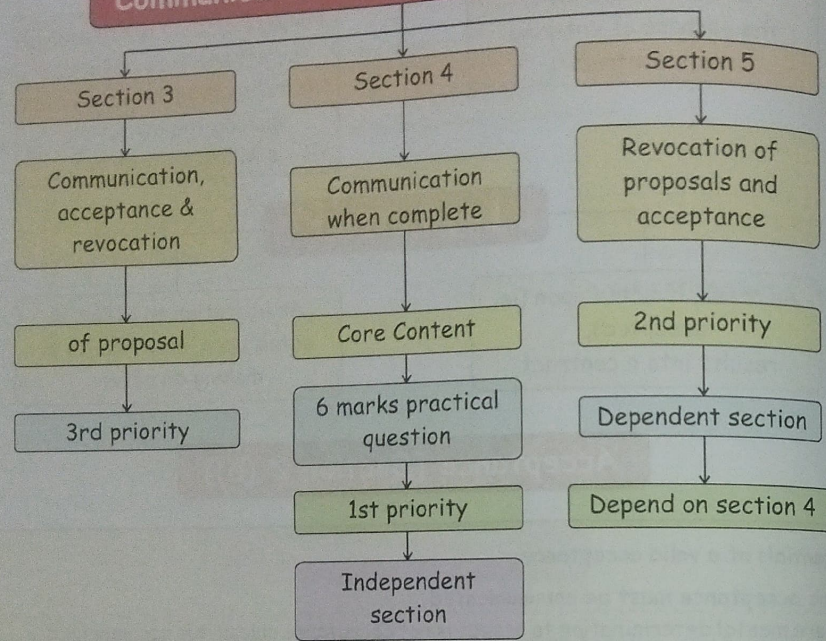 Section 3
Communication,
acceptance &
revocation
of proposal
3rd priority
Section 4
Communication
when complete
Core Content
6 marks practical
question
1st priority
Independent
section
Section 5
Revocation of
proposals and
acceptance
2nd priority
Dependent section
Depend on section 4